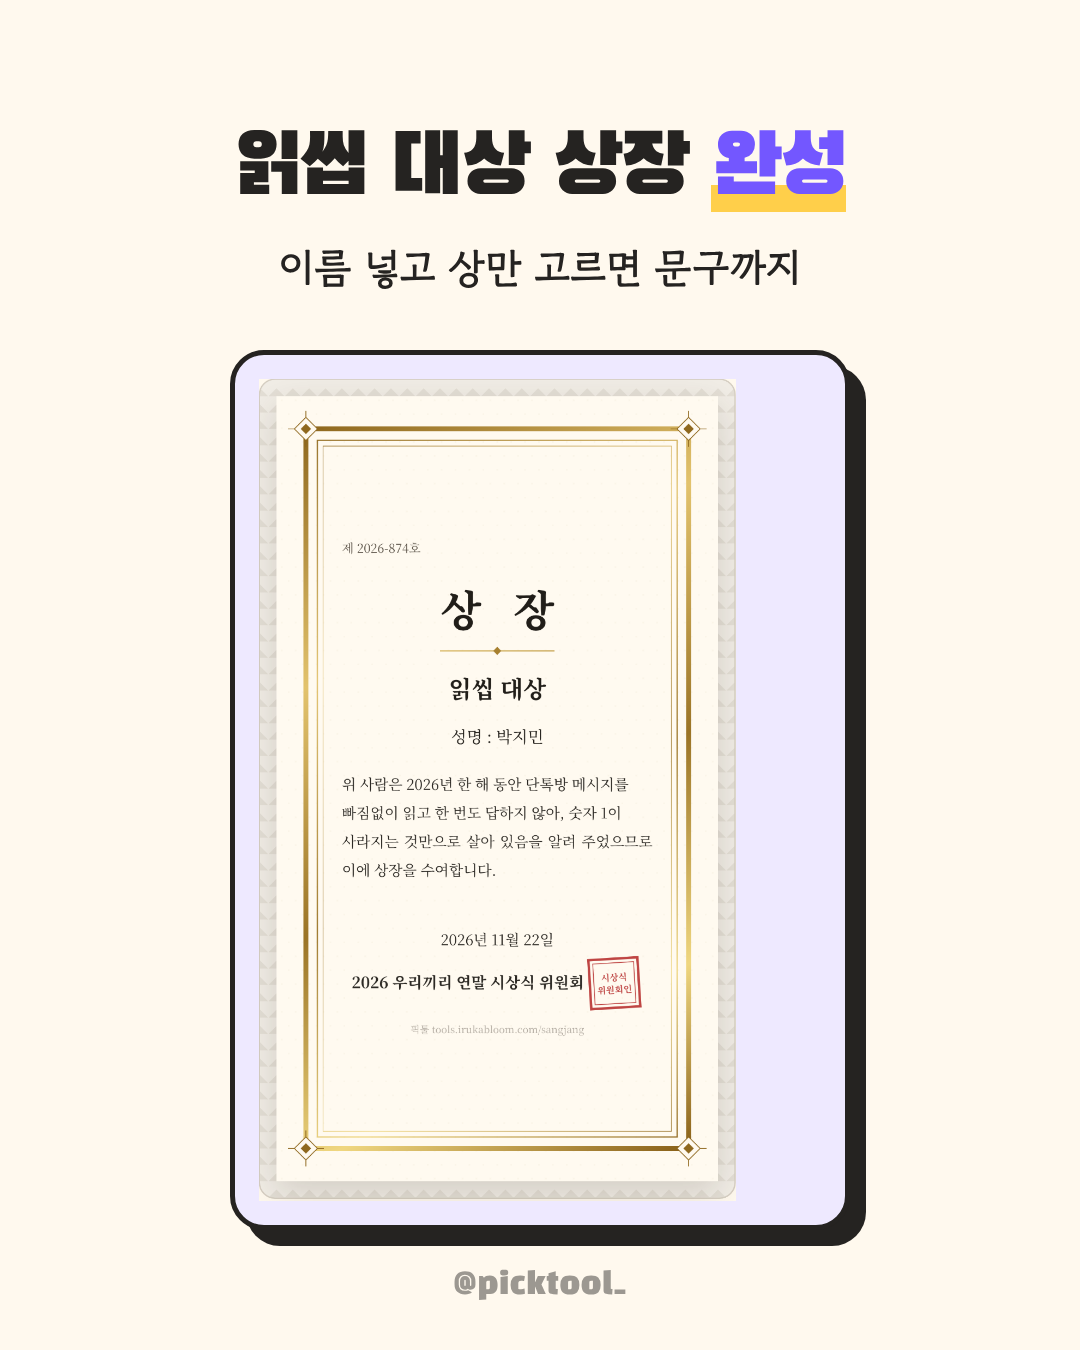 읽씹 대상 상장 완성
이름 넣고 상만 고르면 문구까지
제 2026-874호
상 장
읽씹 대상
성명 : 박지민
위 사람은 2026년 한 해 동안 단톡방 메시지를
빠짐없이 읽고 한 번도 답하지 않아, 숫자 1이
사라지는 것만으로 살아 있음을 알려 주었으므로
이에 상장을 수여합니다.
2026년 11월 22일
2026 우리끼리 연말 시상식 위원회
시상식
위원회인
픽툴 tools.irukabloom.com/sangjang
@picktool_